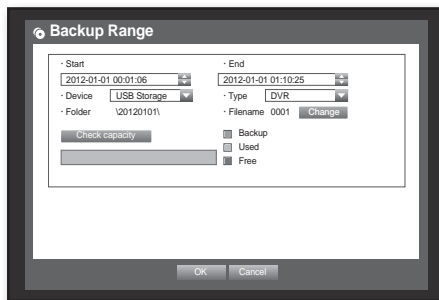 Backup Range
· Start
2012-01-01 00:01:06
· End
2012-01-01 01:10:25
· Device USB Storage
· Type DVR
· Folder \20120101\
· Filename 0001 Change
Check capacity
Backup
Used
Free
OK Cancel